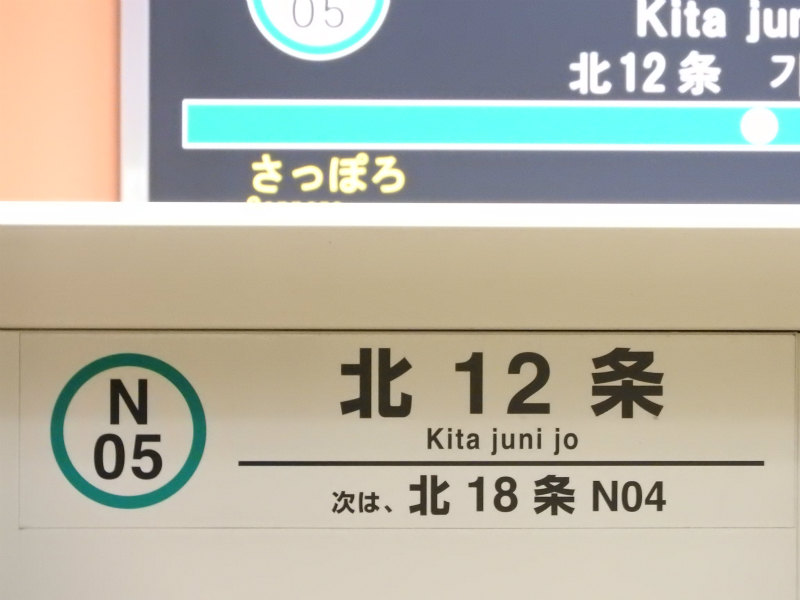 05
Kita
北12条
さっぽろ
N
05
北 12 条
Kita juni jo
次は、北 18 条 N04